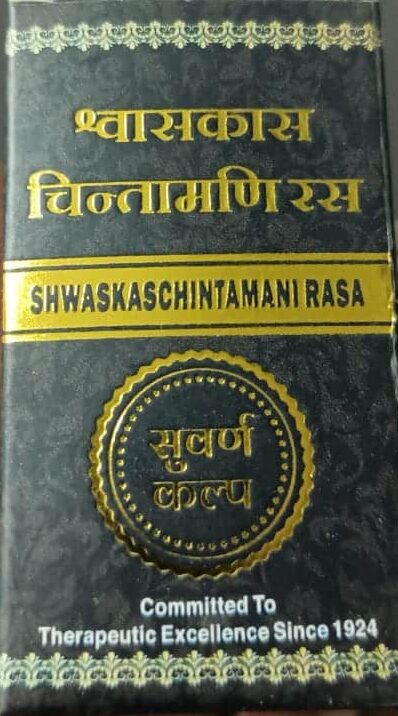 श्वासकास
चिन्तामणि रस
SHWASKASCHINTAMANI RASA
सुवर्ण
कल्प
Committed To
Therapeutic Excellence Since 1924